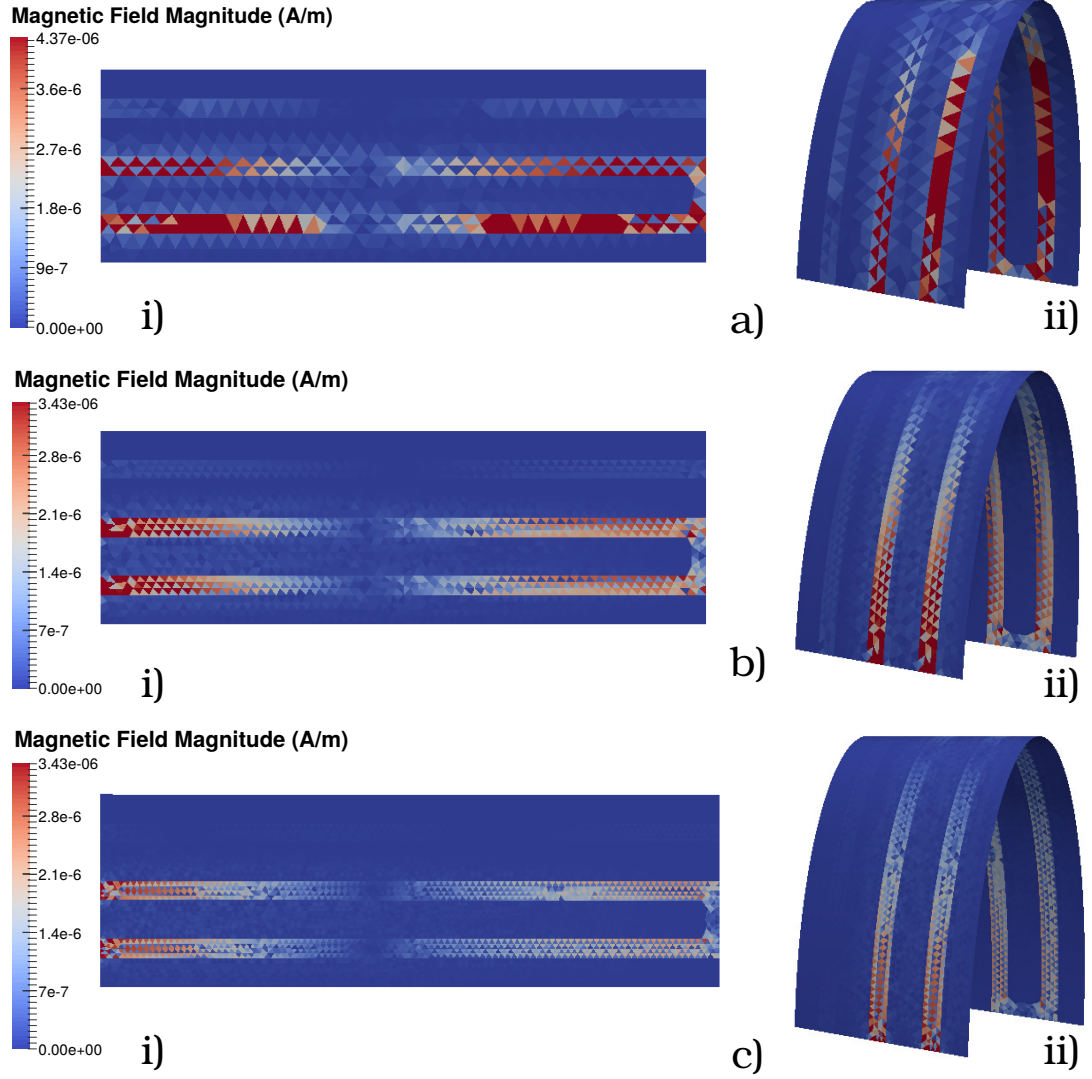 Magnetic Field Magnitude (A/m)
4.37e-06
3.6e-6
2.7e-6
1.8e-6
9e-7
0.00e+00
i)
a)
ii)
Magnetic Field Magnitude (A/m)
3.43e-06
2.8e-6
2.1e-6
1.4e-6
7e-7
0.00e+00
i)
b)
ii)
Magnetic Field Magnitude (A/m)
3.43e-06
2.8e-6
2.1e-6
1.4e-6
7e-7
0.00e+00
i)
c)
ii)